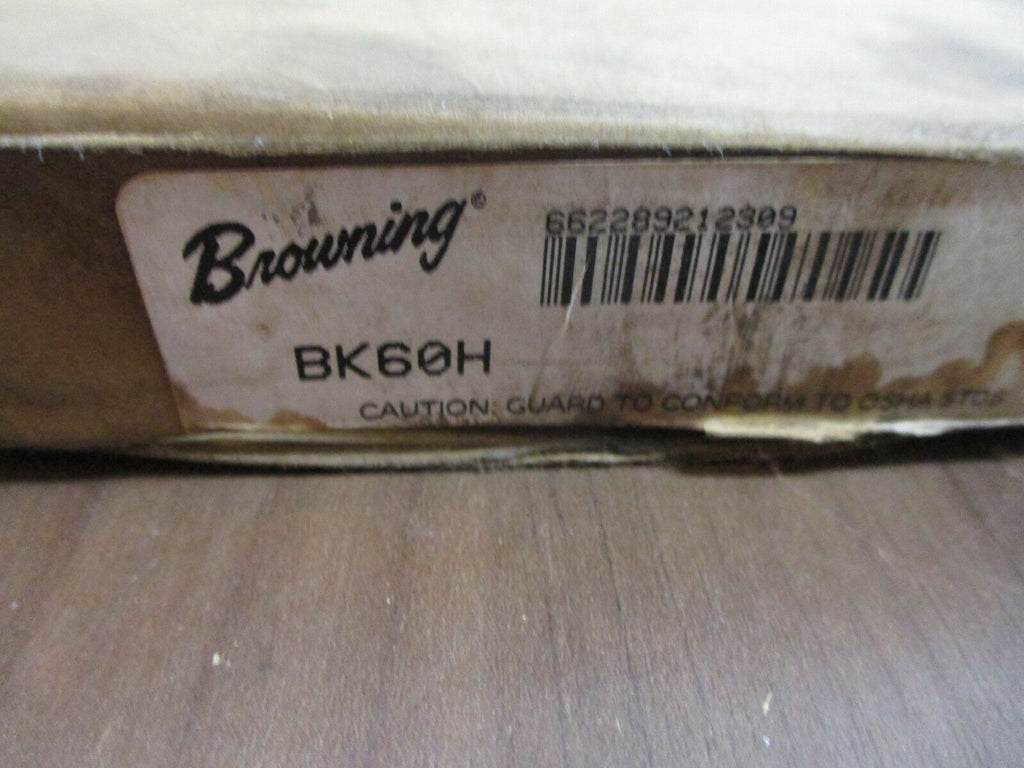 Browning®
662289212309
BK60H
CAUTION: GUARD TO CONFORM TO OSHA STDS